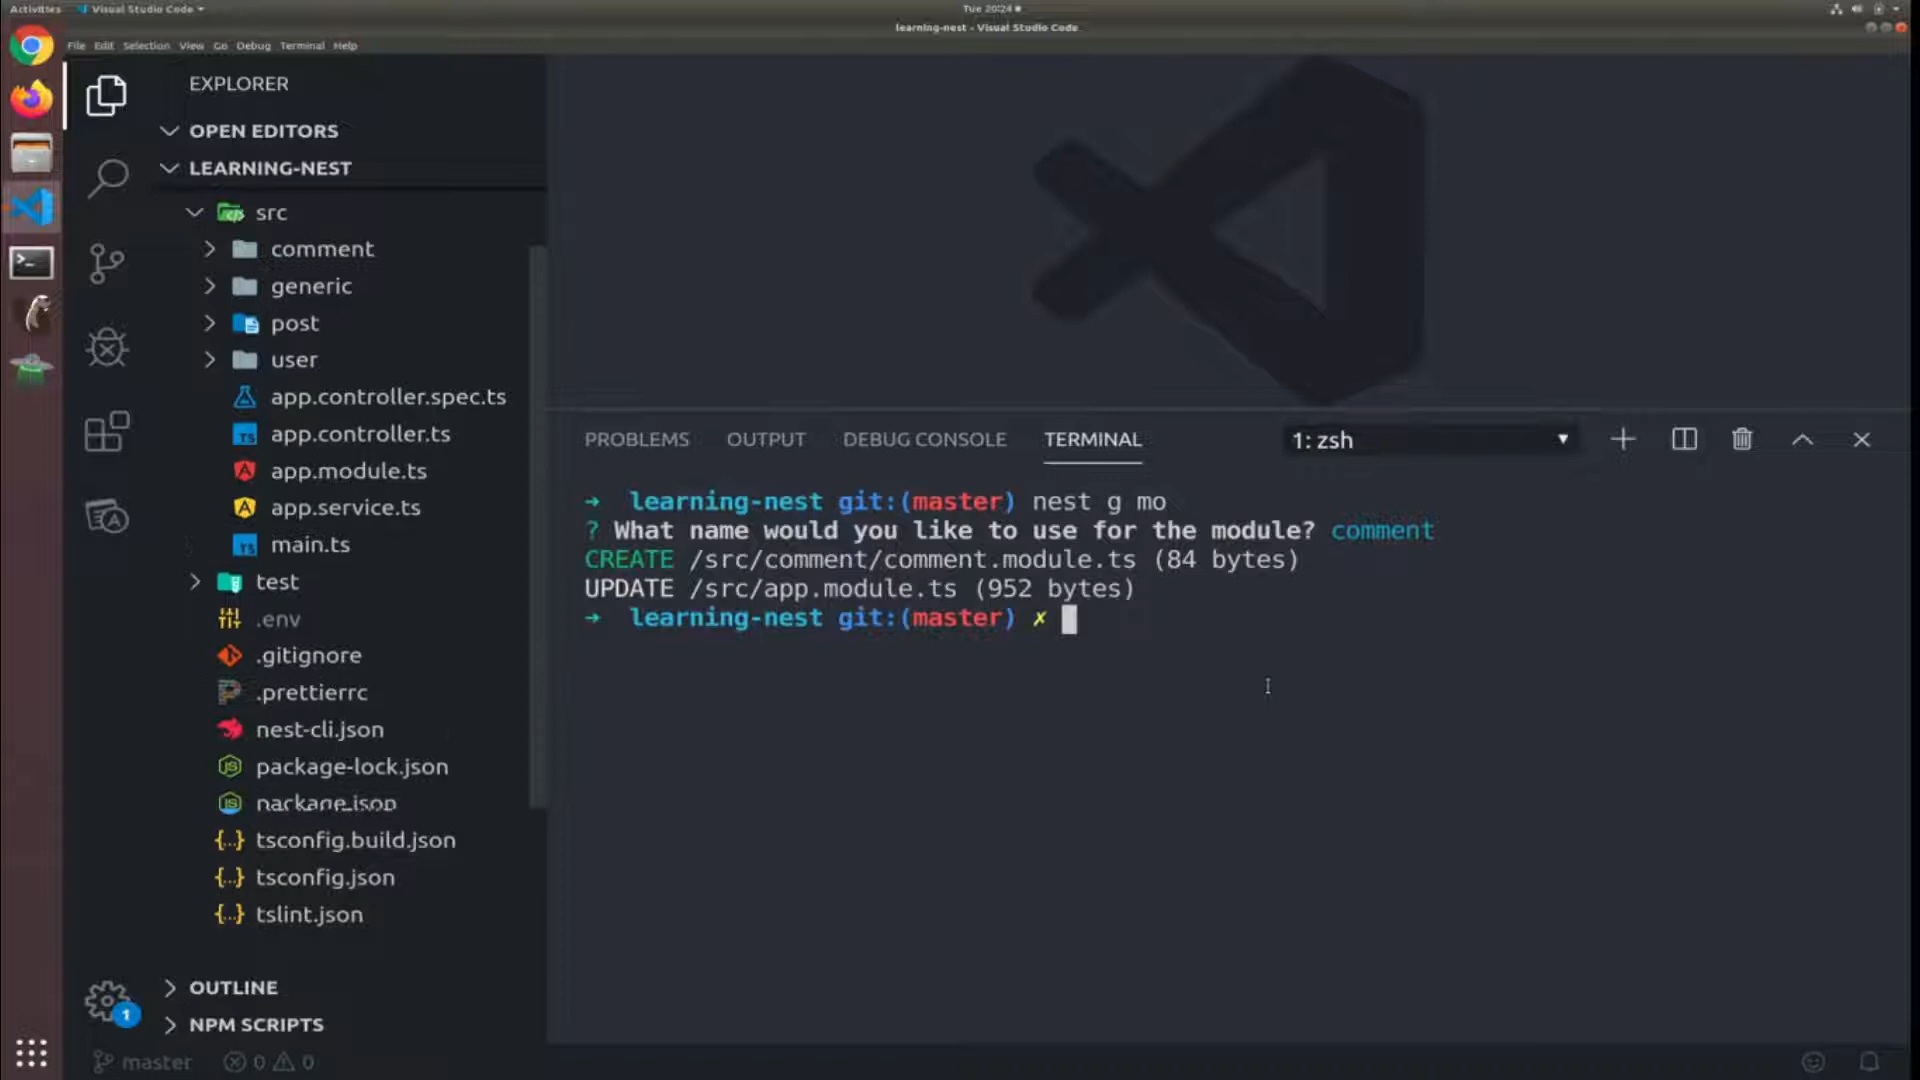 Activities
Visual Studio Code
Tue 20:24
learning-nest - Visual Studio Code
File Edit Selection View Go Debug Terminal Help
EXPLORER
OPEN EDITORS
LEARNING-NEST
src
comment
generic
post
user
app.controller.spec.ts
app.controller.ts
app.module.ts
app.service.ts
main.ts
test
.env
.gitignore
.prettierrc
nest-cli.json
package-lock.json
package.json
tsconfig.build.json
tsconfig.json
tslint.json
OUTLINE
NPM SCRIPTS
1
master 0 0
PROBLEMS OUTPUT DEBUG CONSOLE TERMINAL 1: zsh
→ learning-nest git:(master) nest g mo
? What name would you like to use for the module? comment
CREATE /src/comment/comment.module.ts (84 bytes)
UPDATE /src/app.module.ts (952 bytes)
→ learning-nest git:(master) ✗